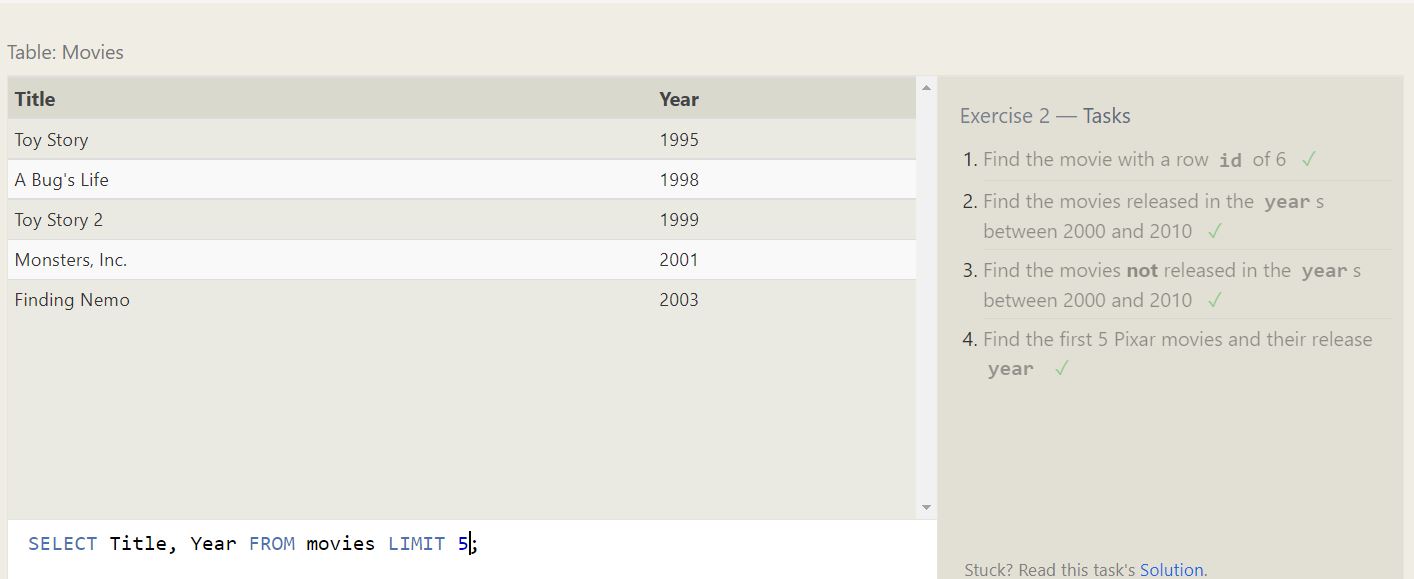 Table: Movies
Title Year
Toy Story 1995
A Bug's Life 1998
Toy Story 2 1999
Monsters, Inc. 2001
Finding Nemo 2003
SELECT Title, Year FROM movies LIMIT 5;
Exercise 2 — Tasks
1. Find the movie with a row id of 6 ✓
2. Find the movies released in the year s
between 2000 and 2010 ✓
3. Find the movies not released in the year s
between 2000 and 2010 ✓
4. Find the first 5 Pixar movies and their release
year ✓
Stuck? Read this task's Solution.